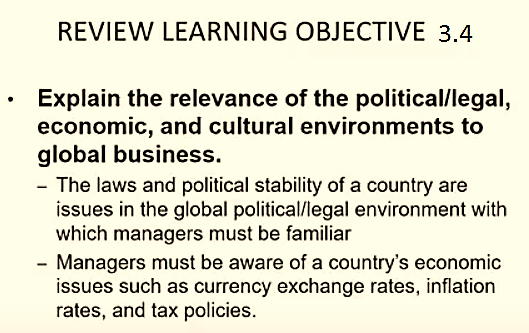 REVIEW LEARNING OBJECTIVE 3.4
• Explain the relevance of the political/legal,
economic, and cultural environments to
global business.
– The laws and political stability of a country are
issues in the global political/legal environment with
which managers must be familiar
– Managers must be aware of a country's economic
issues such as currency exchange rates, inflation
rates, and tax policies.